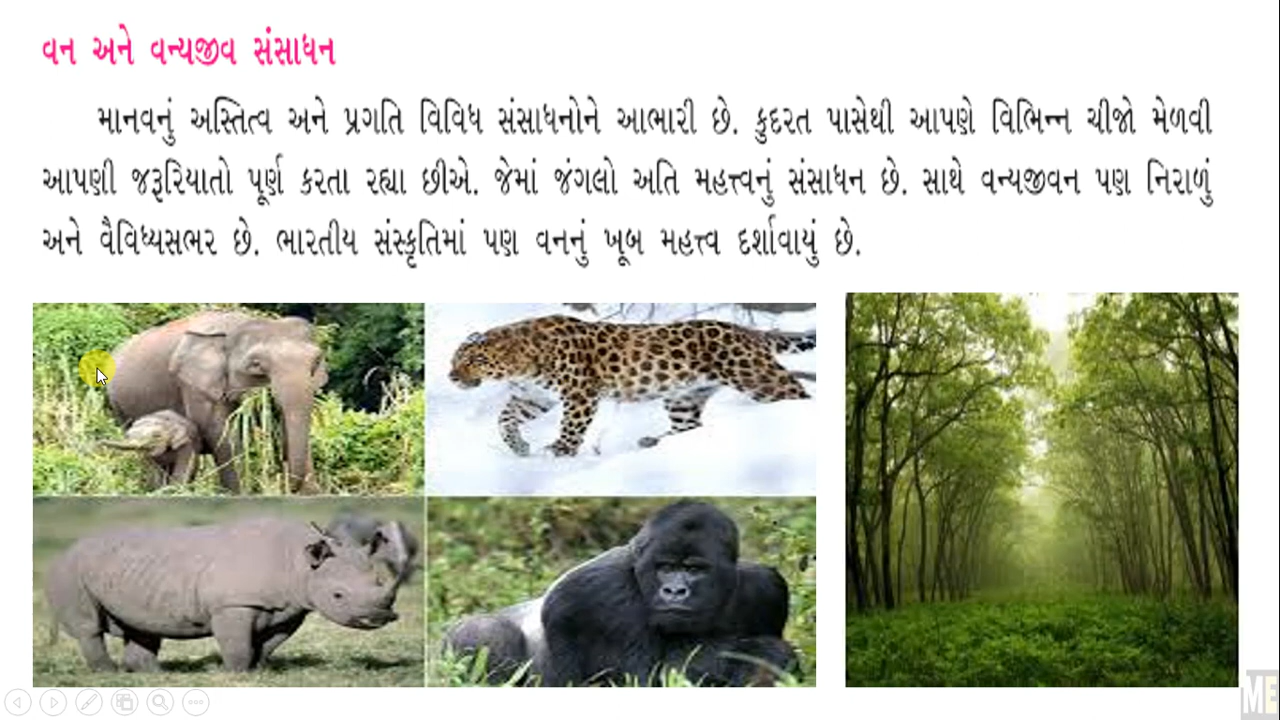 વન અને વન્યજીવ સંસાધન
માનવનું અસ્તિત્વ અને પ્રગતિ વિવિધ સંસાધનોને આભારી છે. કુદરત પાસેથી આપણે વિભિન્ન ચીજો મેળવી
આપણી જરૂરિયાતો પૂર્ણ કરતા રહ્યા છીએ. જેમાં જંગલો અતિ મહત્ત્વનું સંસાધન છે. સાથે વન્યજીવન પણ નિરાળું
અને વૈવિધ્યસભર છે. ભારતીય સંસ્કૃતિમાં પણ વનનું ખૂબ મહત્ત્વ દર્શાવાયું છે.
ME